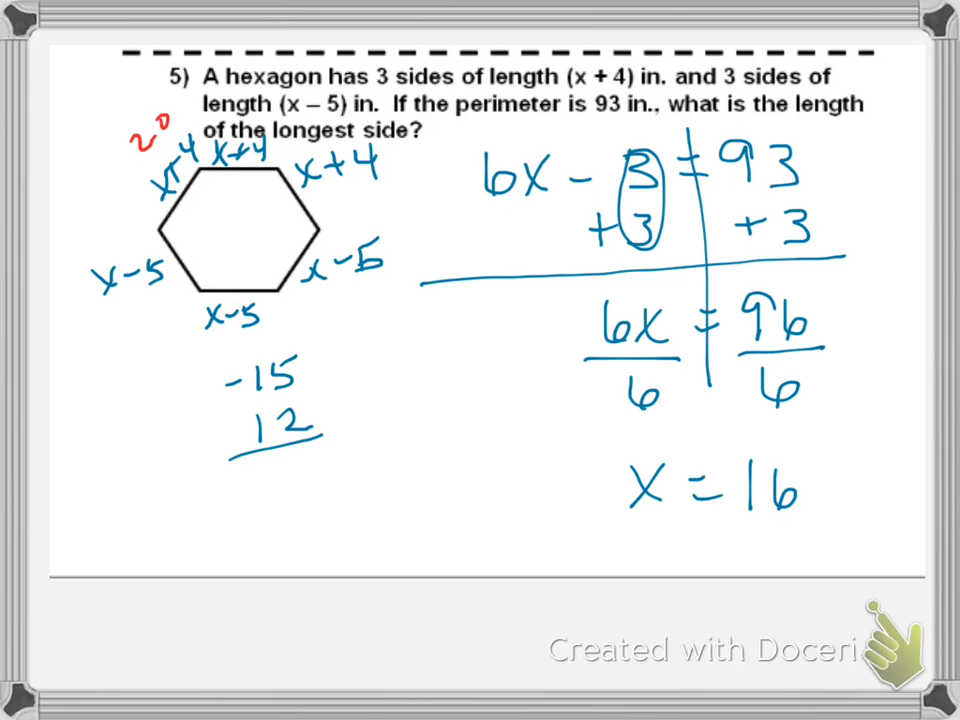 5) A hexagon has 3 sides of length (x + 4) in. and 3 sides of
length (x – 5) in. If the perimeter is 93 in., what is the length
of the longest side?
20
x+4 x+4 x+4
x-5 x-5
x-5
-15
12
6x - 3 = 93
+3 +3
6x = 96
6 6
x = 16
Created with Doceri